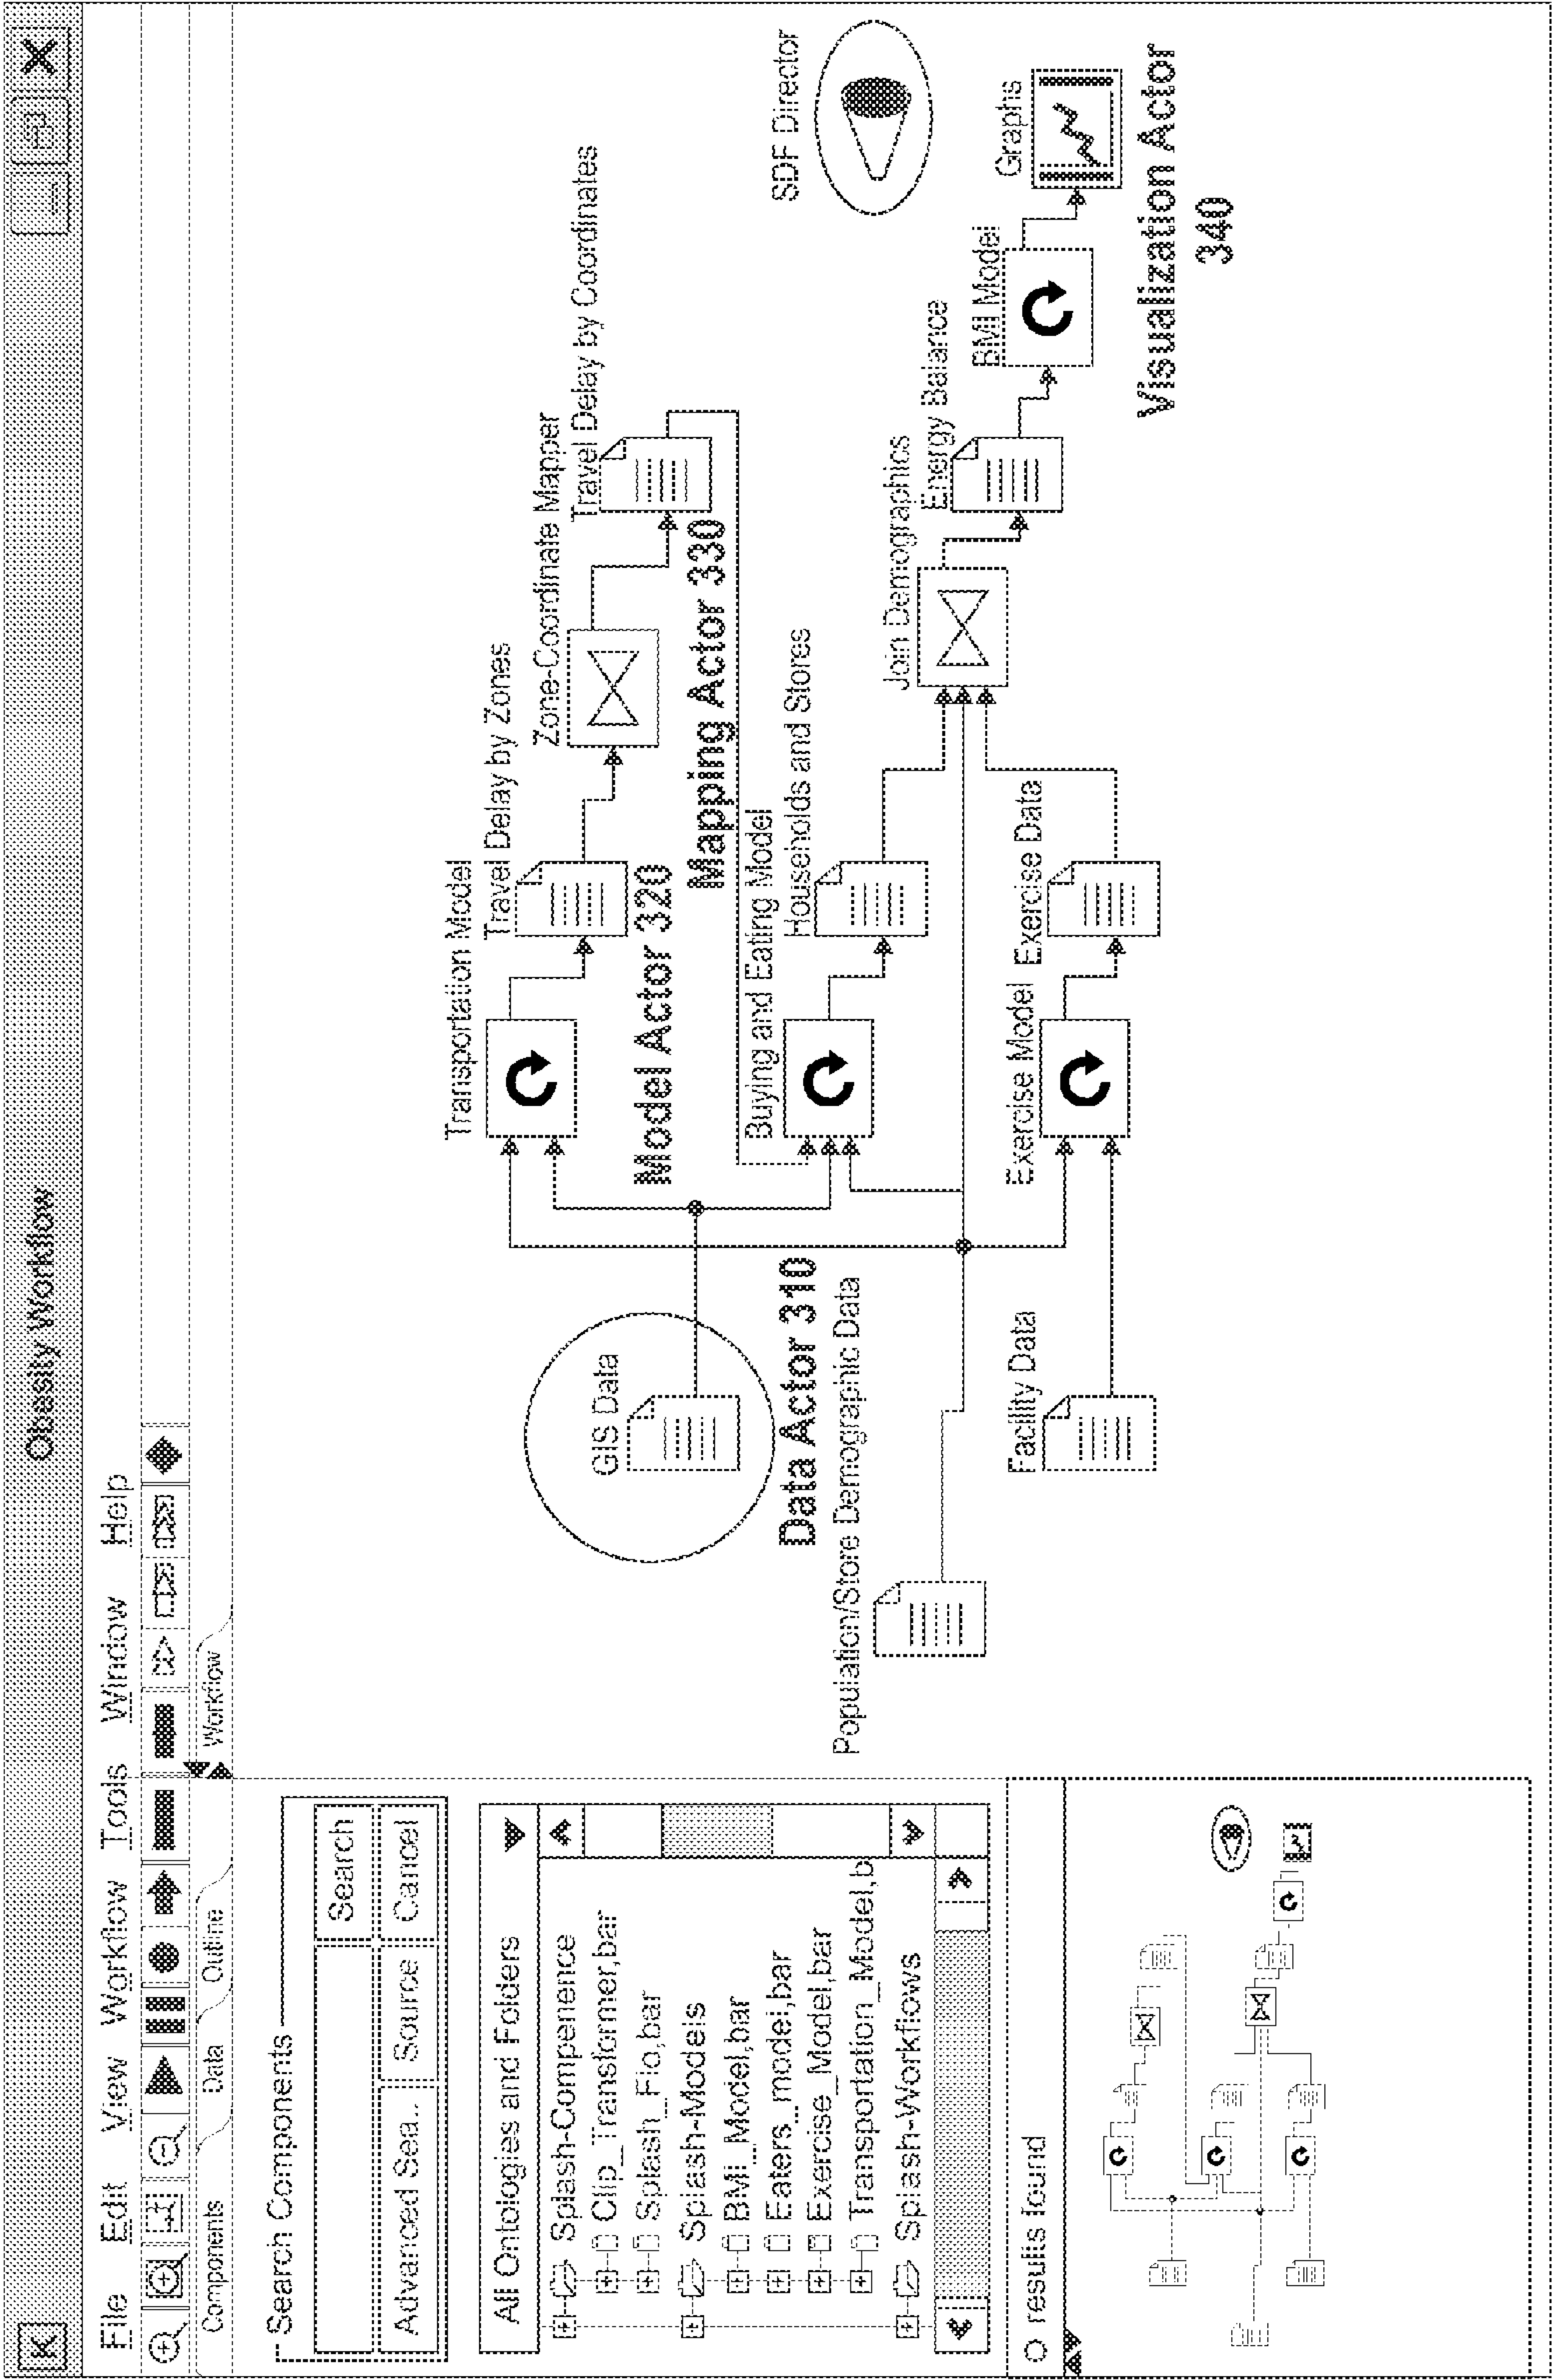 Obesity Workflow
K
File Edit View Workflow Tools Window Help
Components Data Outline
Workflow
Search Components
Search
Advanced Sea.. Source Cancel
All Ontologies and Folders
Splash-Compenence
Clip_Transformer,bar
Splash_Flo,bar
Splash-Models
BMI_Model,bar
Eaters_model,bar
Exercise_Model,bar
Transportation_Model,b
Splash-Workflows
O results found
Transportation Model
Travel Delay by Zones
Zone-Coordinate Mapper
Travel Delay by Coordinates
GIS Data
Model Actor 320
Mapping Actor 330
Data Actor 310
Buying and Eating Model
Households and Stores
SDF Director
Population/Store Demographic Data
Join Demographics
Energy Balance
BMI Model
Graphs
Facility Data
Exercise Model
Exercise Data
Visualization Actor
340